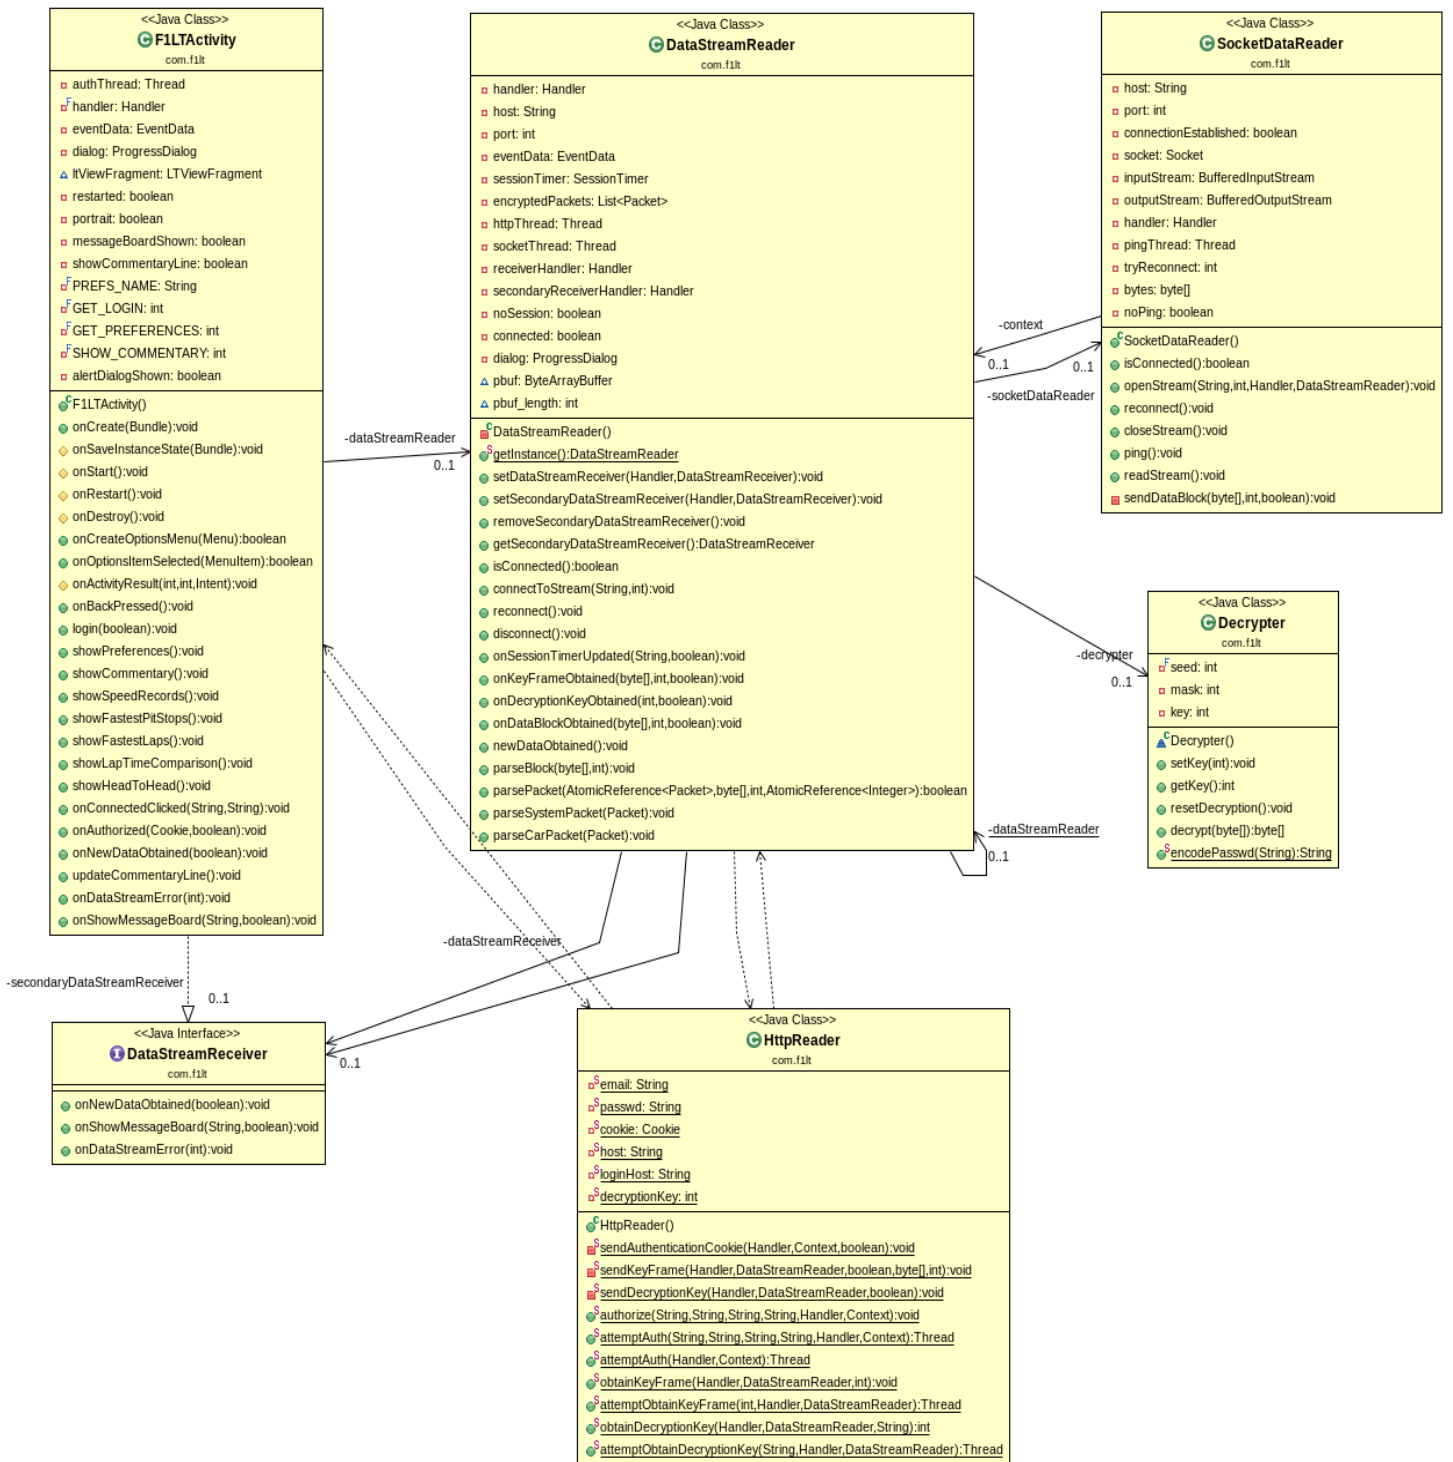 <<Java Class>>
F1LTActivity
com.f1lt
authThread: Thread
handler: Handler
eventData: EventData
dialog: ProgressDialog
ltViewFragment: LTViewFragment
restarted: boolean
portrait: boolean
messageBoardShown: boolean
showCommentaryLine: boolean
PREFS_NAME: String
GET_LOGIN: int
GET_PREFERENCES: int
SHOW_COMMENTARY: int
alertDialogShown: boolean
F1LTActivity()
onCreate(Bundle):void
onSaveInstanceState(Bundle):void
onStart():void
onRestart():void
onDestroy():void
onCreateOptionsMenu(Menu):boolean
onOptionsItemSelected(MenuItem):boolean
onActivityResult(int,int,Intent):void
onBackPressed():void
login(boolean):void
showPreferences():void
showCommentary():void
showSpeedRecords():void
showFastestPitStops():void
showFastestLaps():void
showLapTimeComparison():void
showHeadToHead():void
onConnectedClicked(String,String):void
onAuthorized(Cookie,boolean):void
onNewDataObtained(boolean):void
updateCommentaryLine():void
onDataStreamError(int):void
onShowMessageBoard(String,boolean):void
-dataStreamReader
0..1
<<Java Class>>
DataStreamReader
com.f1lt
handler: Handler
host: String
port: int
eventData: EventData
sessionTimer: SessionTimer
encryptedPackets: List<Packet>
httpThread: Thread
socketThread: Thread
receiverHandler: Handler
secondaryReceiverHandler: Handler
noSession: boolean
connected: boolean
dialog: ProgressDialog
pbuf: ByteArrayBuffer
pbuf_length: int
DataStreamReader()
getInstance():DataStreamReader
setDataStreamReceiver(Handler,DataStreamReceiver):void
setSecondaryDataStreamReceiver(Handler,DataStreamReceiver):void
removeSecondaryDataStreamReceiver():void
getSecondaryDataStreamReceiver():DataStreamReceiver
isConnected():boolean
connectToStream(String,int):void
reconnect():void
disconnect():void
onSessionTimerUpdated(String,boolean):void
onKeyFrameObtained(byte[],int,boolean):void
onDecryptionKeyObtained(int,boolean):void
onDataBlockObtained(byte[],int,boolean):void
newDataObtained():void
parseBlock(byte[],int):void
parsePacket(AtomicReference<Packet>,byte[],int,AtomicReference<Integer>):boolean
parseSystemPacket(Packet):void
parseCarPacket(Packet):void
<<Java Class>>
SocketDataReader
com.f1lt
host: String
port: int
connectionEstablished: boolean
socket: Socket
inputStream: BufferedInputStream
outputStream: BufferedOutputStream
handler: Handler
pingThread: Thread
tryReconnect: int
bytes: byte[]
noPing: boolean
SocketDataReader()
isConnected():boolean
openStream(String,int,Handler,DataStreamReader):void
reconnect():void
closeStream():void
ping():void
readStream():void
sendDataBlock(byte[],int,boolean):void
-context
0..1
0..1
-socketDataReader
-decrypter
0..1
<<Java Class>>
Decrypter
com.f1lt
seed: int
mask: int
key: int
Decrypter()
setKey(int):void
getKey():int
resetDecryption():void
decrypt(byte[]):byte[]
encodePasswd(String):String
-dataStreamReader
0..1
-dataStreamReceiver
0..1
-secondaryDataStreamReceiver
0..1
<<Java Interface>>
DataStreamReceiver
com.f1lt
onNewDataObtained(boolean):void
onShowMessageBoard(String,boolean):void
onDataStreamError(int):void
<<Java Class>>
HttpReader
com.f1lt
email: String
passwd: String
cookie: Cookie
host: String
loginHost: String
decryptionKey: int
HttpReader()
sendAuthenticationCookie(Handler,Context,boolean):void
sendKeyFrame(Handler,DataStreamReader,boolean,byte[],int):void
sendDecryptionKey(Handler,DataStreamReader,boolean):void
authorize(String,String,String,String,Handler,Context):void
attemptAuth(String,String,String,String,Handler,Context):Thread
attemptAuth(Handler,Context):Thread
obtainKeyFrame(Handler,DataStreamReader,int):void
attemptObtainKeyFrame(int,Handler,DataStreamReader):Thread
obtainDecryptionKey(Handler,DataStreamReader,String):int
attemptObtainDecryptionKey(String,Handler,DataStreamReader):Thread